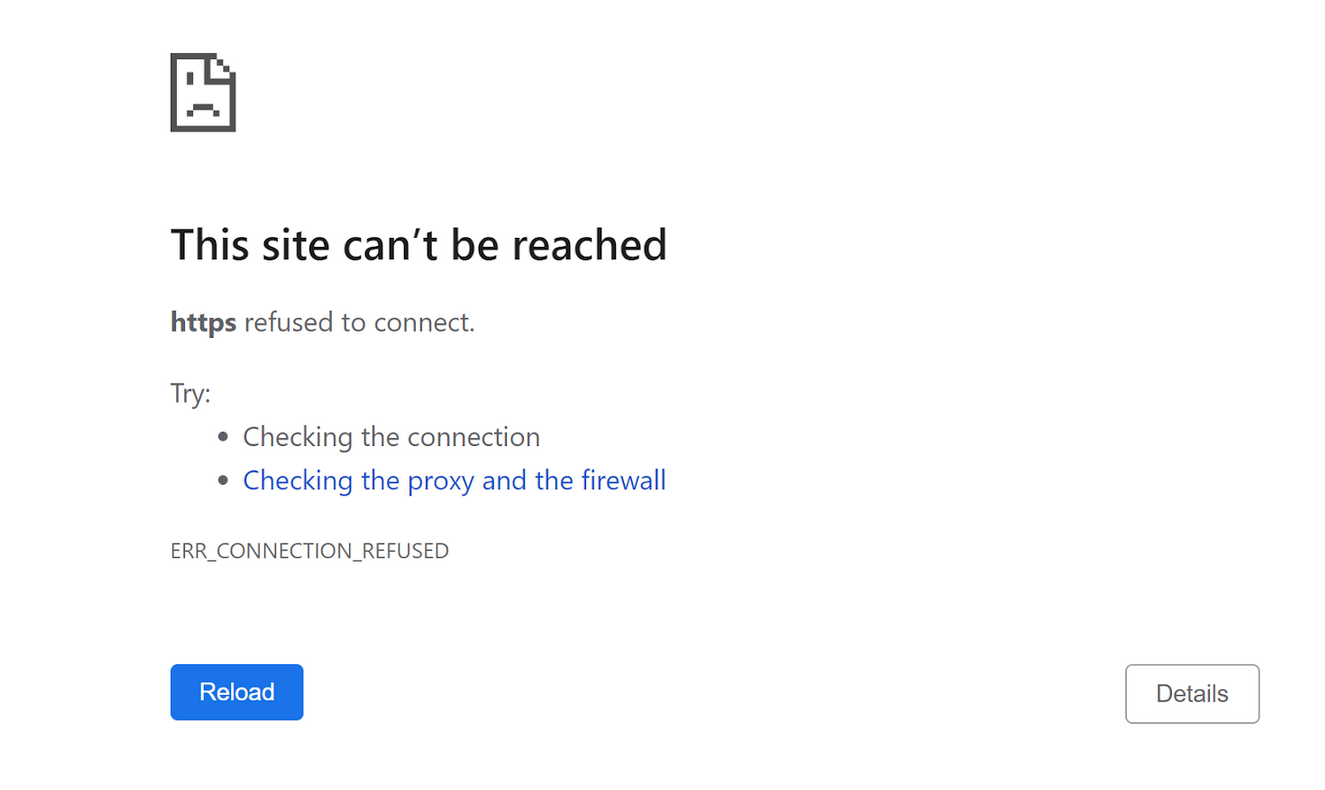 This site can’t be reached
https refused to connect.
Try:
• Checking the connection
• Checking the proxy and the firewall
ERR_CONNECTION_REFUSED
Reload
Details